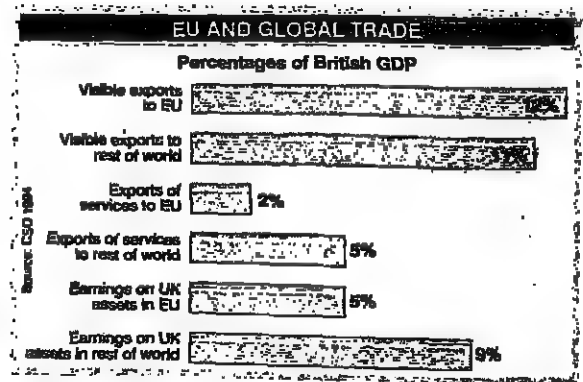 EU AND GLOBAL TRADE
Percentages of British GDP
Visible exports
to EU
Visible exports to
rest of world
Exports of
services to EU
2%
Exports of services
to rest of world
5%
Earnings on UK
assets in EU
5%
Earnings on UK
assets in rest of world
9%
Source: CSO 1994